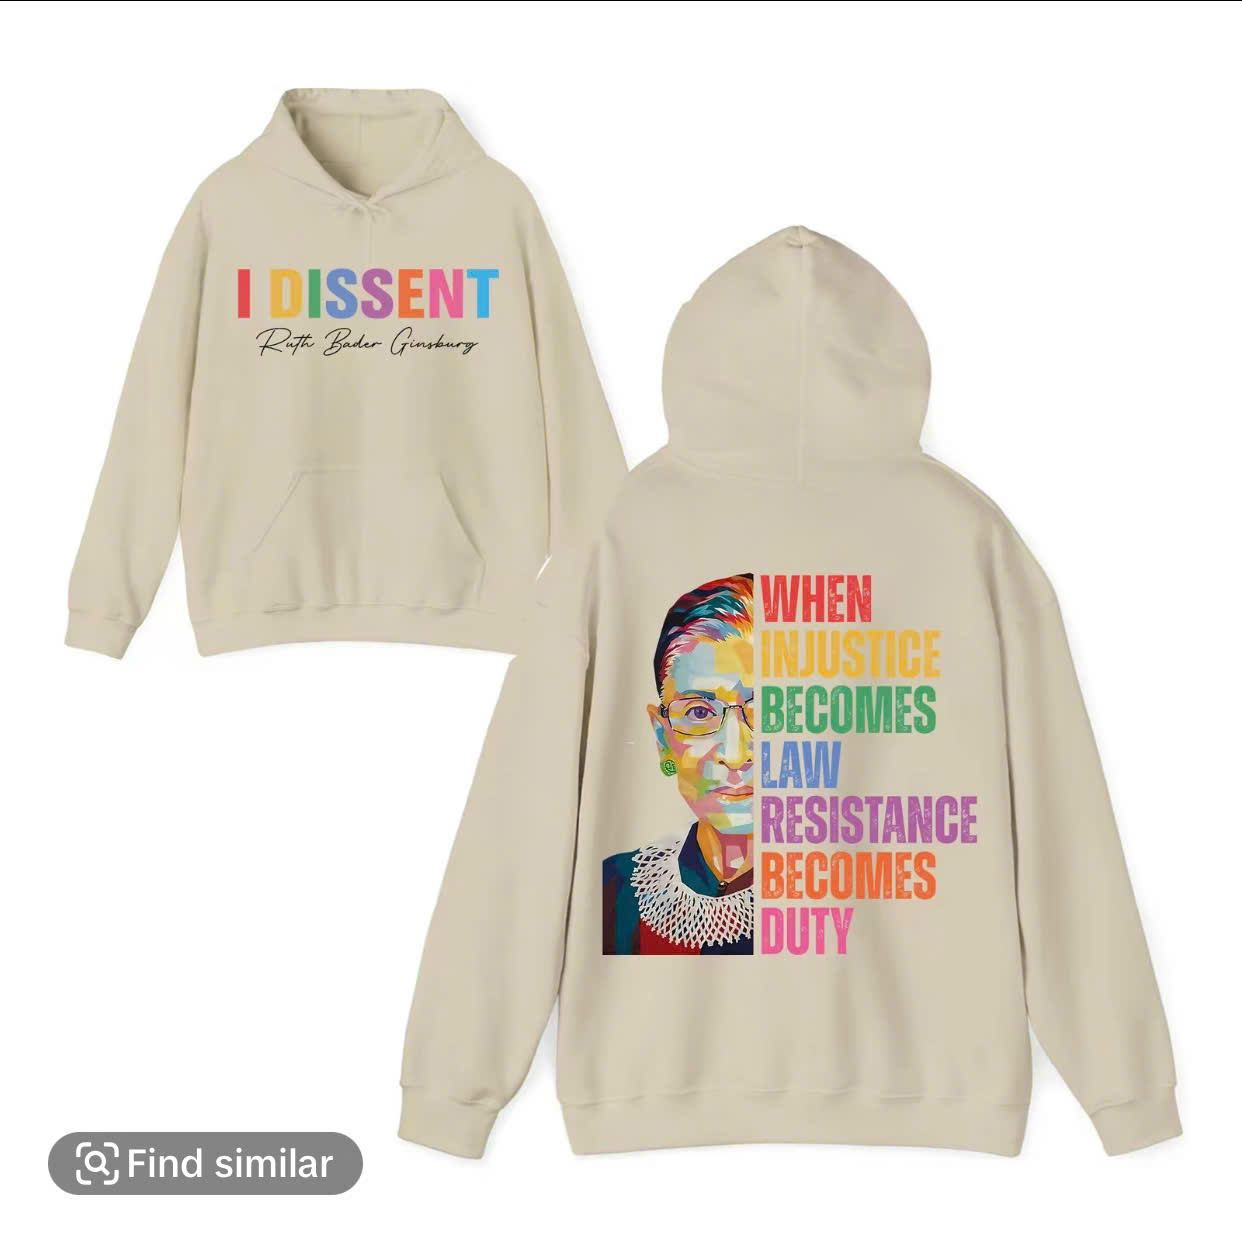 I DISSENT
Ruth Bader Ginsburg
WHEN
INJUSTICE
BECOMES
LAW
RESISTANCE
BECOMES
DUTY
Find similar